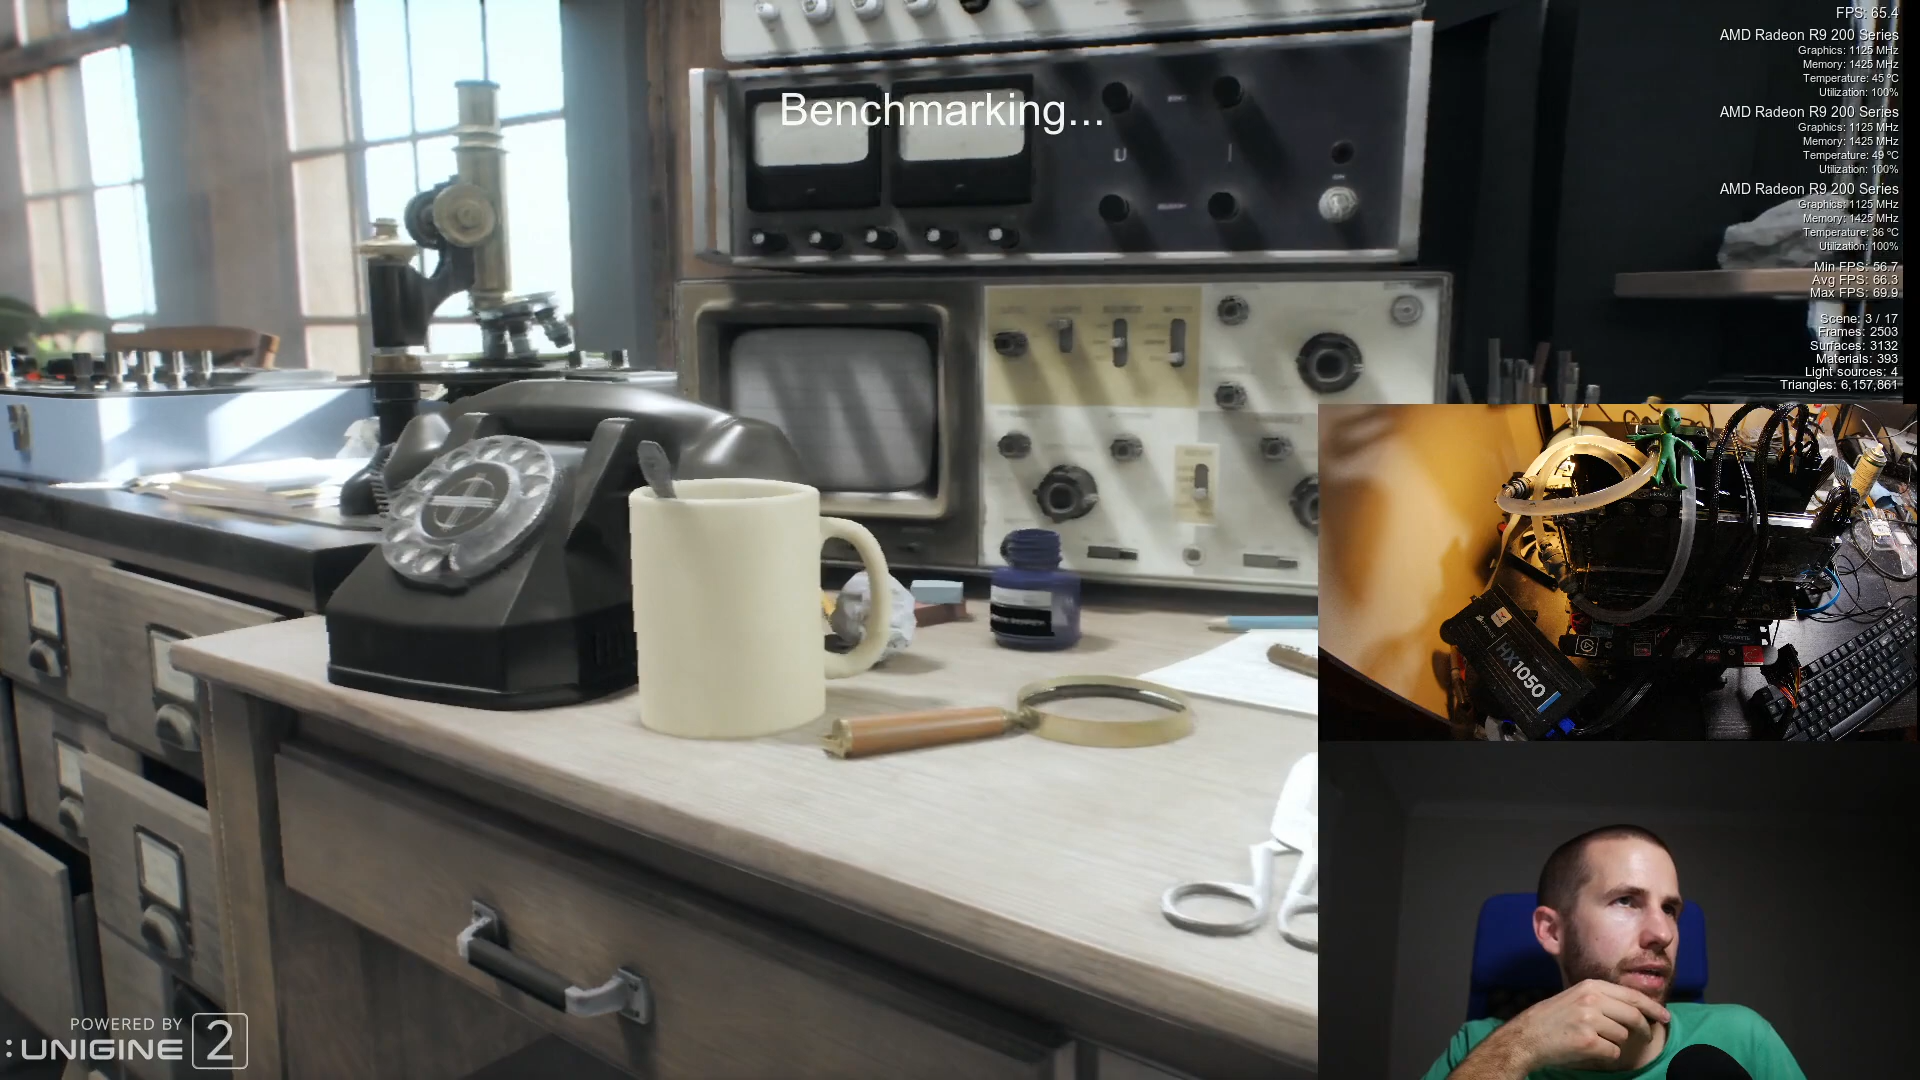 Benchmarking...
FPS: 65.4
AMD Radeon R9 200 Series
Graphics: 1125 MHz
Memory: 1425 MHz
Temperature: 45 ºC
Utilization: 100%
AMD Radeon R9 200 Series
Graphics: 1125 MHz
Memory: 1425 MHz
Temperature: 49 ºC
Utilization: 100%
AMD Radeon R9 200 Series
Graphics: 1125 MHz
Memory: 1425 MHz
Temperature: 36 ºC
Utilization: 100%
Min FPS: 56.7
Avg FPS: 66.3
Max FPS: 69.9
Scene: 3 / 17
Frames: 2503
Surfaces: 3132
Materials: 393
Light sources: 4
Triangles: 6,157,861
HX1050
POWERED BY
UNIGINE 2